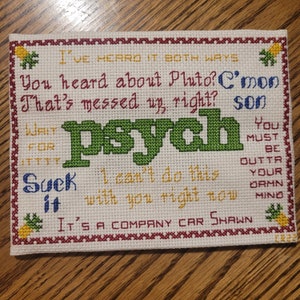 I've heard it both ways
You heard about Pluto?
That's messed up, right?
C'mon
son
Wait
for
itttt
psych
You
must
be
outta
your
damn
mind
Suck
it
I can't do this
with you right now
It's a company car Shawn